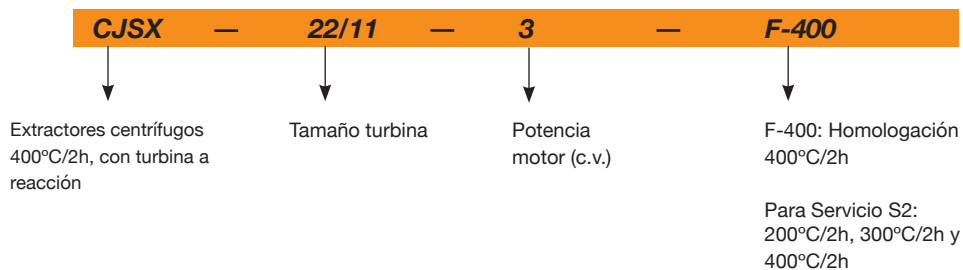 CJSX — 22/11 — 3 — F-400
Extractores centrífugos
400ºC/2h, con turbina a
reacción
Tamaño turbina
Potencia
motor (c.v.)
F-400: Homologación
400ºC/2h
Para Servicio S2:
200ºC/2h, 300ºC/2h y
400ºC/2h